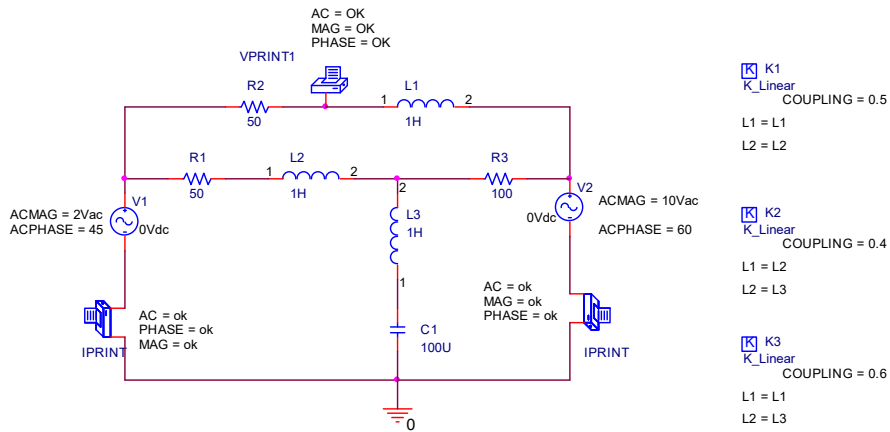 AC = OK
MAG = OK
PHASE = OK
VPRINT1
R2
50
1
L1
2
1H
R1
50
1
L2
2
1H
2
R3
100
V1
ACMAG = 2Vac
ACPHASE = 45
0Vdc
L3
1H
1
V2
ACMAG = 10Vac
0Vdc
ACPHASE = 60
AC = ok
PHASE = ok
MAG = ok
IPRINT
C1
100U
AC = ok
MAG = ok
PHASE = ok
IPRINT
0
K K1
K_Linear
COUPLING = 0.5
L1 = L1
L2 = L2
K K2
K_Linear
COUPLING = 0.4
L1 = L2
L2 = L3
K K3
K_Linear
COUPLING = 0.6
L1 = L1
L2 = L3